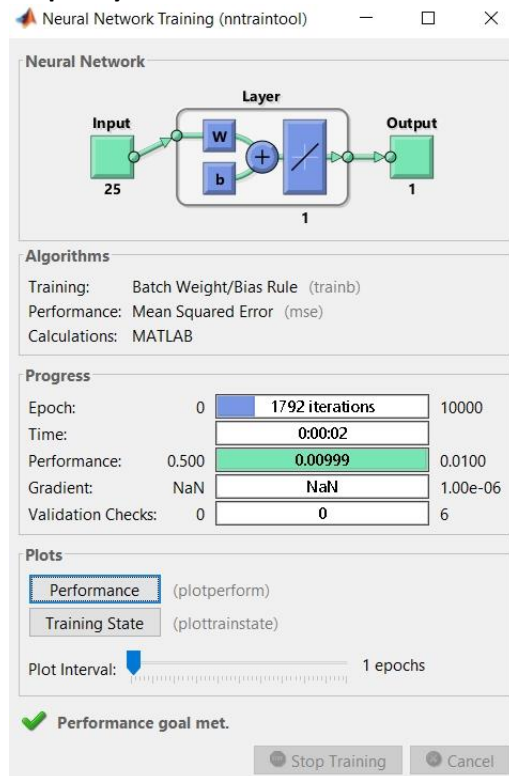 Neural Network Training (nntraintool)
Neural Network
Layer
Input
Output
W
b
+
25
1
1
Algorithms
Training: Batch Weight/Bias Rule (trainb)
Performance: Mean Squared Error (mse)
Calculations: MATLAB
Progress
Epoch: 0 1792 iterations 10000
Time: 0:00:02
Performance: 0.500 0.00999 0.0100
Gradient: NaN NaN 1.00e-06
Validation Checks: 0 0 6
Plots
Performance (plotperform)
Training State (plottrainstate)
Plot Interval: 1 epochs
Performance goal met.
Stop Training Cancel